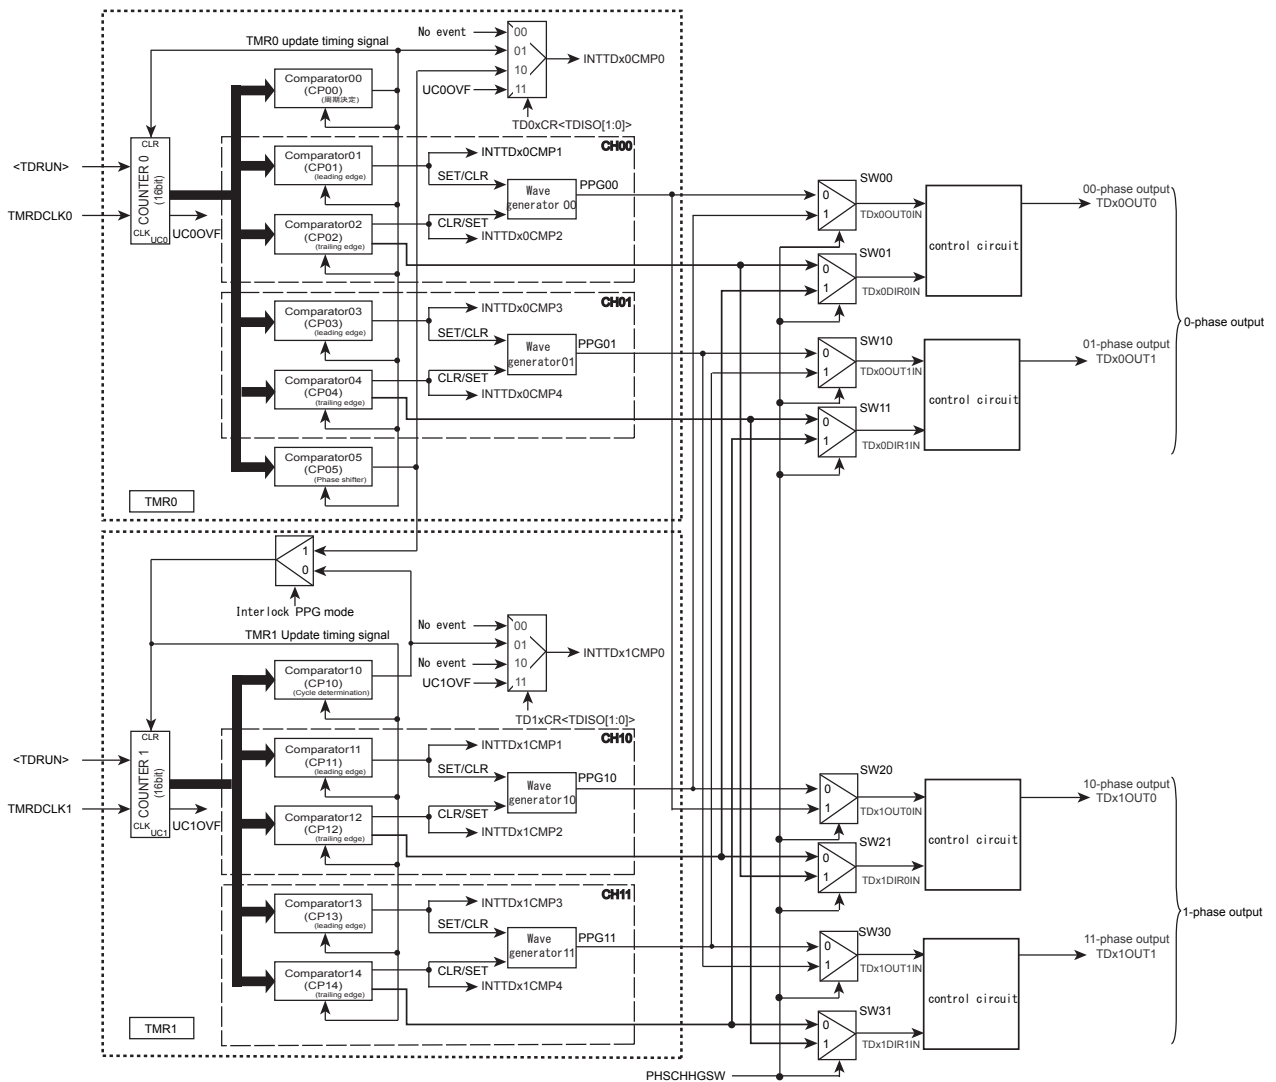 No event
00
TMR0 update timing signal
01
INTTDx0CMP0
10
UC0OVF
11
TD0xCR<TDISO[1:0]>
Comparator00
(CP00)
(周期決定)
CLR
<TDRUN>
COUNTER 0
(16bit)
TMRDCLK0
CLK
UC0
UC0OVF
CH00
Comparator01
(CP01)
(leading edge)
INTTDx0CMP1
SET/CLR
Wave
generator 00
PPG00
Comparator02
(CP02)
(trailing edge)
CLR/SET
INTTDx0CMP2
CH01
Comparator03
(CP03)
(leading edge)
INTTDx0CMP3
SET/CLR
Wave
generator01
PPG01
Comparator04
(CP04)
(trailing edge)
CLR/SET
INTTDx0CMP4
Comparator05
(CP05)
(Phase shifter)
TMR0
SW00
0
1
TDx0OUT0IN
control circuit
00-phase output
TDx0OUT0
SW01
0
1
TDx0DIR0IN
0-phase output
SW10
0
1
TDx0OUT1IN
control circuit
01-phase output
TDx0OUT1
SW11
0
1
TDx0DIR1IN
1
0
Interlock PPG mode
TMR1 Update timing signal
No event
00
01
INTTDx1CMP0
No event
10
UC1OVF
11
TD1xCR<TDISO[1:0]>
Comparator10
(CP10)
(Cycle determination)
CLR
<TDRUN>
COUNTER 1
(16bit)
TMRDCLK1
CLK
UC1
UC1OVF
CH10
Comparator11
(CP11)
(leading edge)
INTTDx1CMP1
SET/CLR
Wave
generator10
PPG10
Comparator12
(CP12)
(trailing edge)
CLR/SET
INTTDx1CMP2
CH11
Comparator13
(CP13)
(leading edge)
INTTDx1CMP3
SET/CLR
Wave
generator11
PPG11
Comparator14
(CP14)
(trailing edge)
CLR/SET
INTTDx1CMP4
TMR1
SW20
0
1
TDx1OUT0IN
control circuit
10-phase output
TDx1OUT0
SW21
0
1
TDx1DIR0IN
1-phase output
SW30
0
1
TDx1OUT1IN
control circuit
11-phase output
TDx1OUT1
SW31
0
1
TDx1DIR1IN
PHSCHHGSW